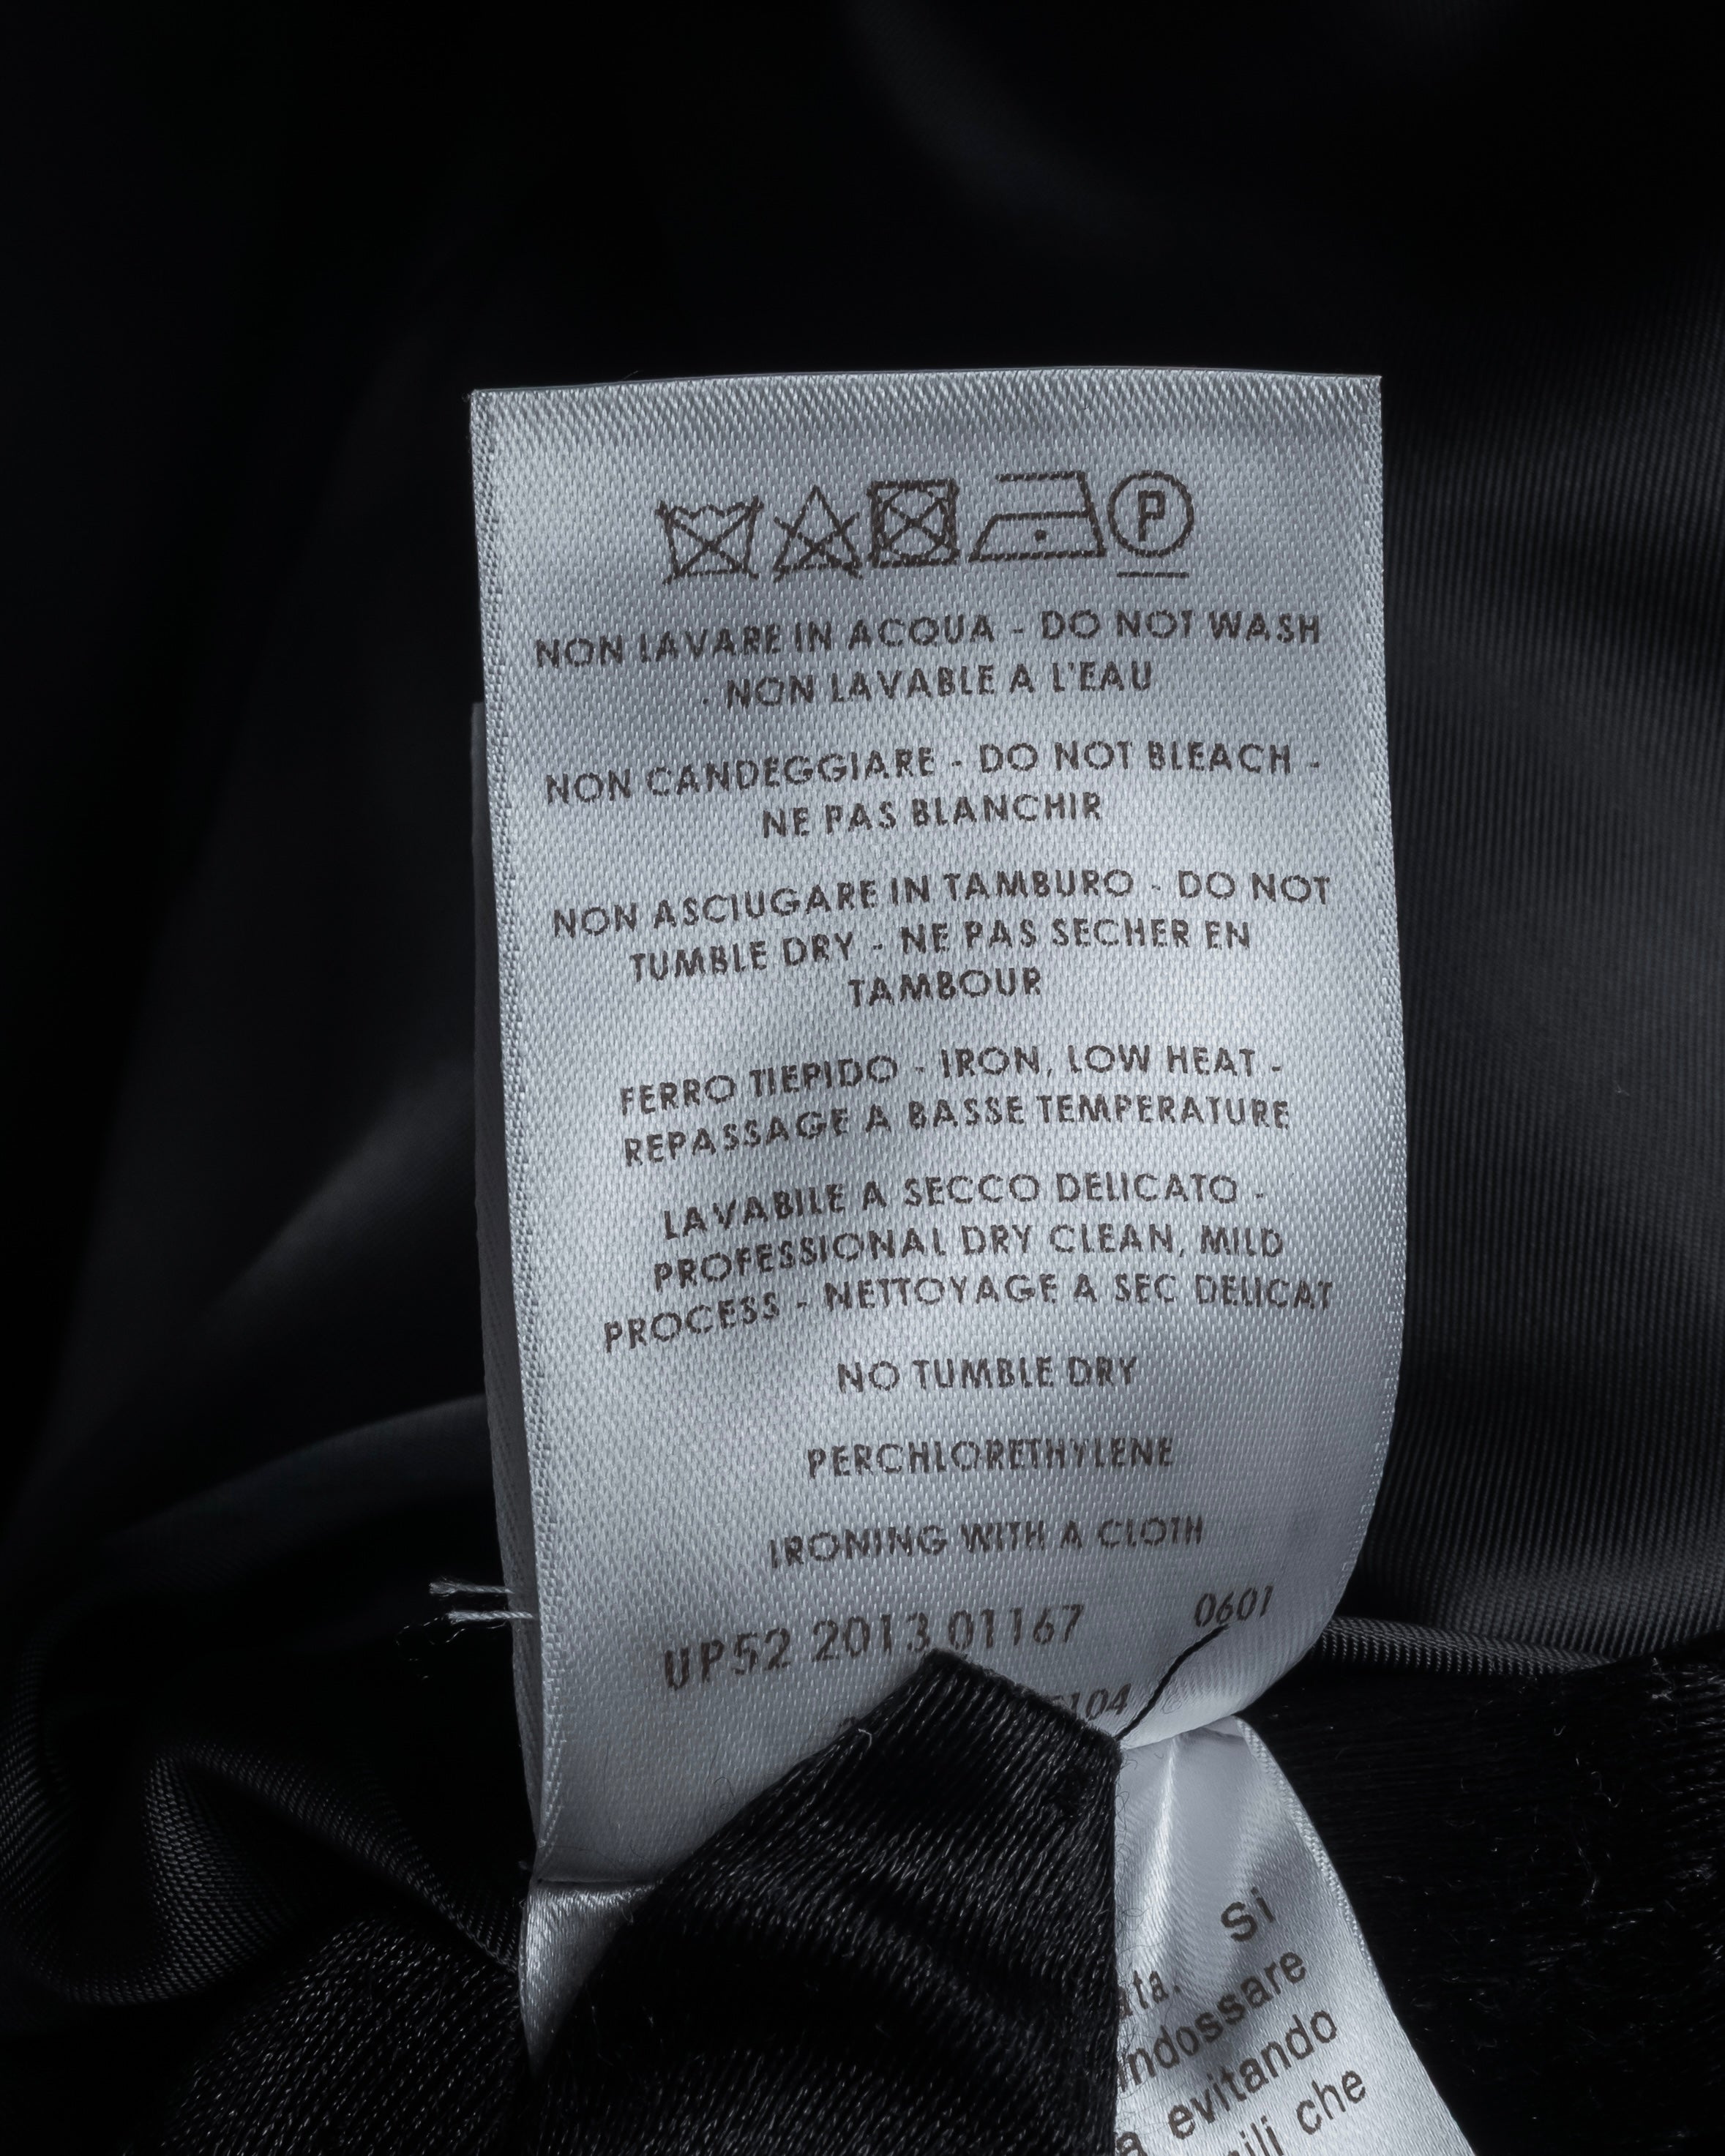 P
NON LAVARE IN ACQUA - DO NOT WASH
- NON LAVABLE A L'EAU
NON CANDEGGIARE - DO NOT BLEACH -
NE PAS BLANCHIR
NON ASCIUGARE IN TAMBURO - DO NOT
TUMBLE DRY - NE PAS SECHER EN
TAMBOUR
FERRO TIEPIDO - IRON, LOW HEAT -
REPASSAGE A BASSE TEMPERATURE
LAVABILE A SECCO DELICATO -
PROFESSIONAL DRY CLEAN, MILD
PROCESS - NETTOYAGE A SEC DELICAT
NO TUMBLE DRY
PERCHLORETHYLENE
IRONING WITH A CLOTH
UP52 2013 01167 0601
104
Si
evitando
che